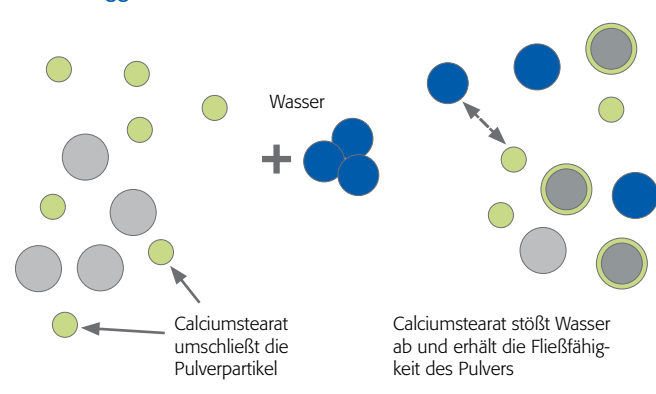 Wasser
Calciumstearat
umschließt die
Pulverpartikel
Calciumstearat stößt Wasser
ab und erhält die Fließfähig-
keit des Pulvers